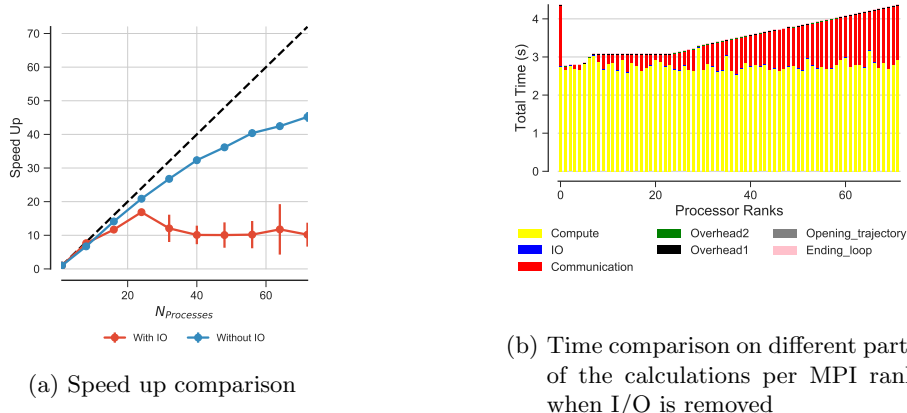 70
60
50
40
30
20
10
0
Speed Up
20
40
60
N_Processes
With IO
Without IO
(a) Speed up comparison
4
3
2
1
0
Total Time (s)
0
20
40
60
Processor Ranks
Compute
IO
Communication
Overhead2
Overhead1
Opening_trajectory
Ending_loop
(b) Time comparison on different part
of the calculations per MPI rank
when I/O is removed